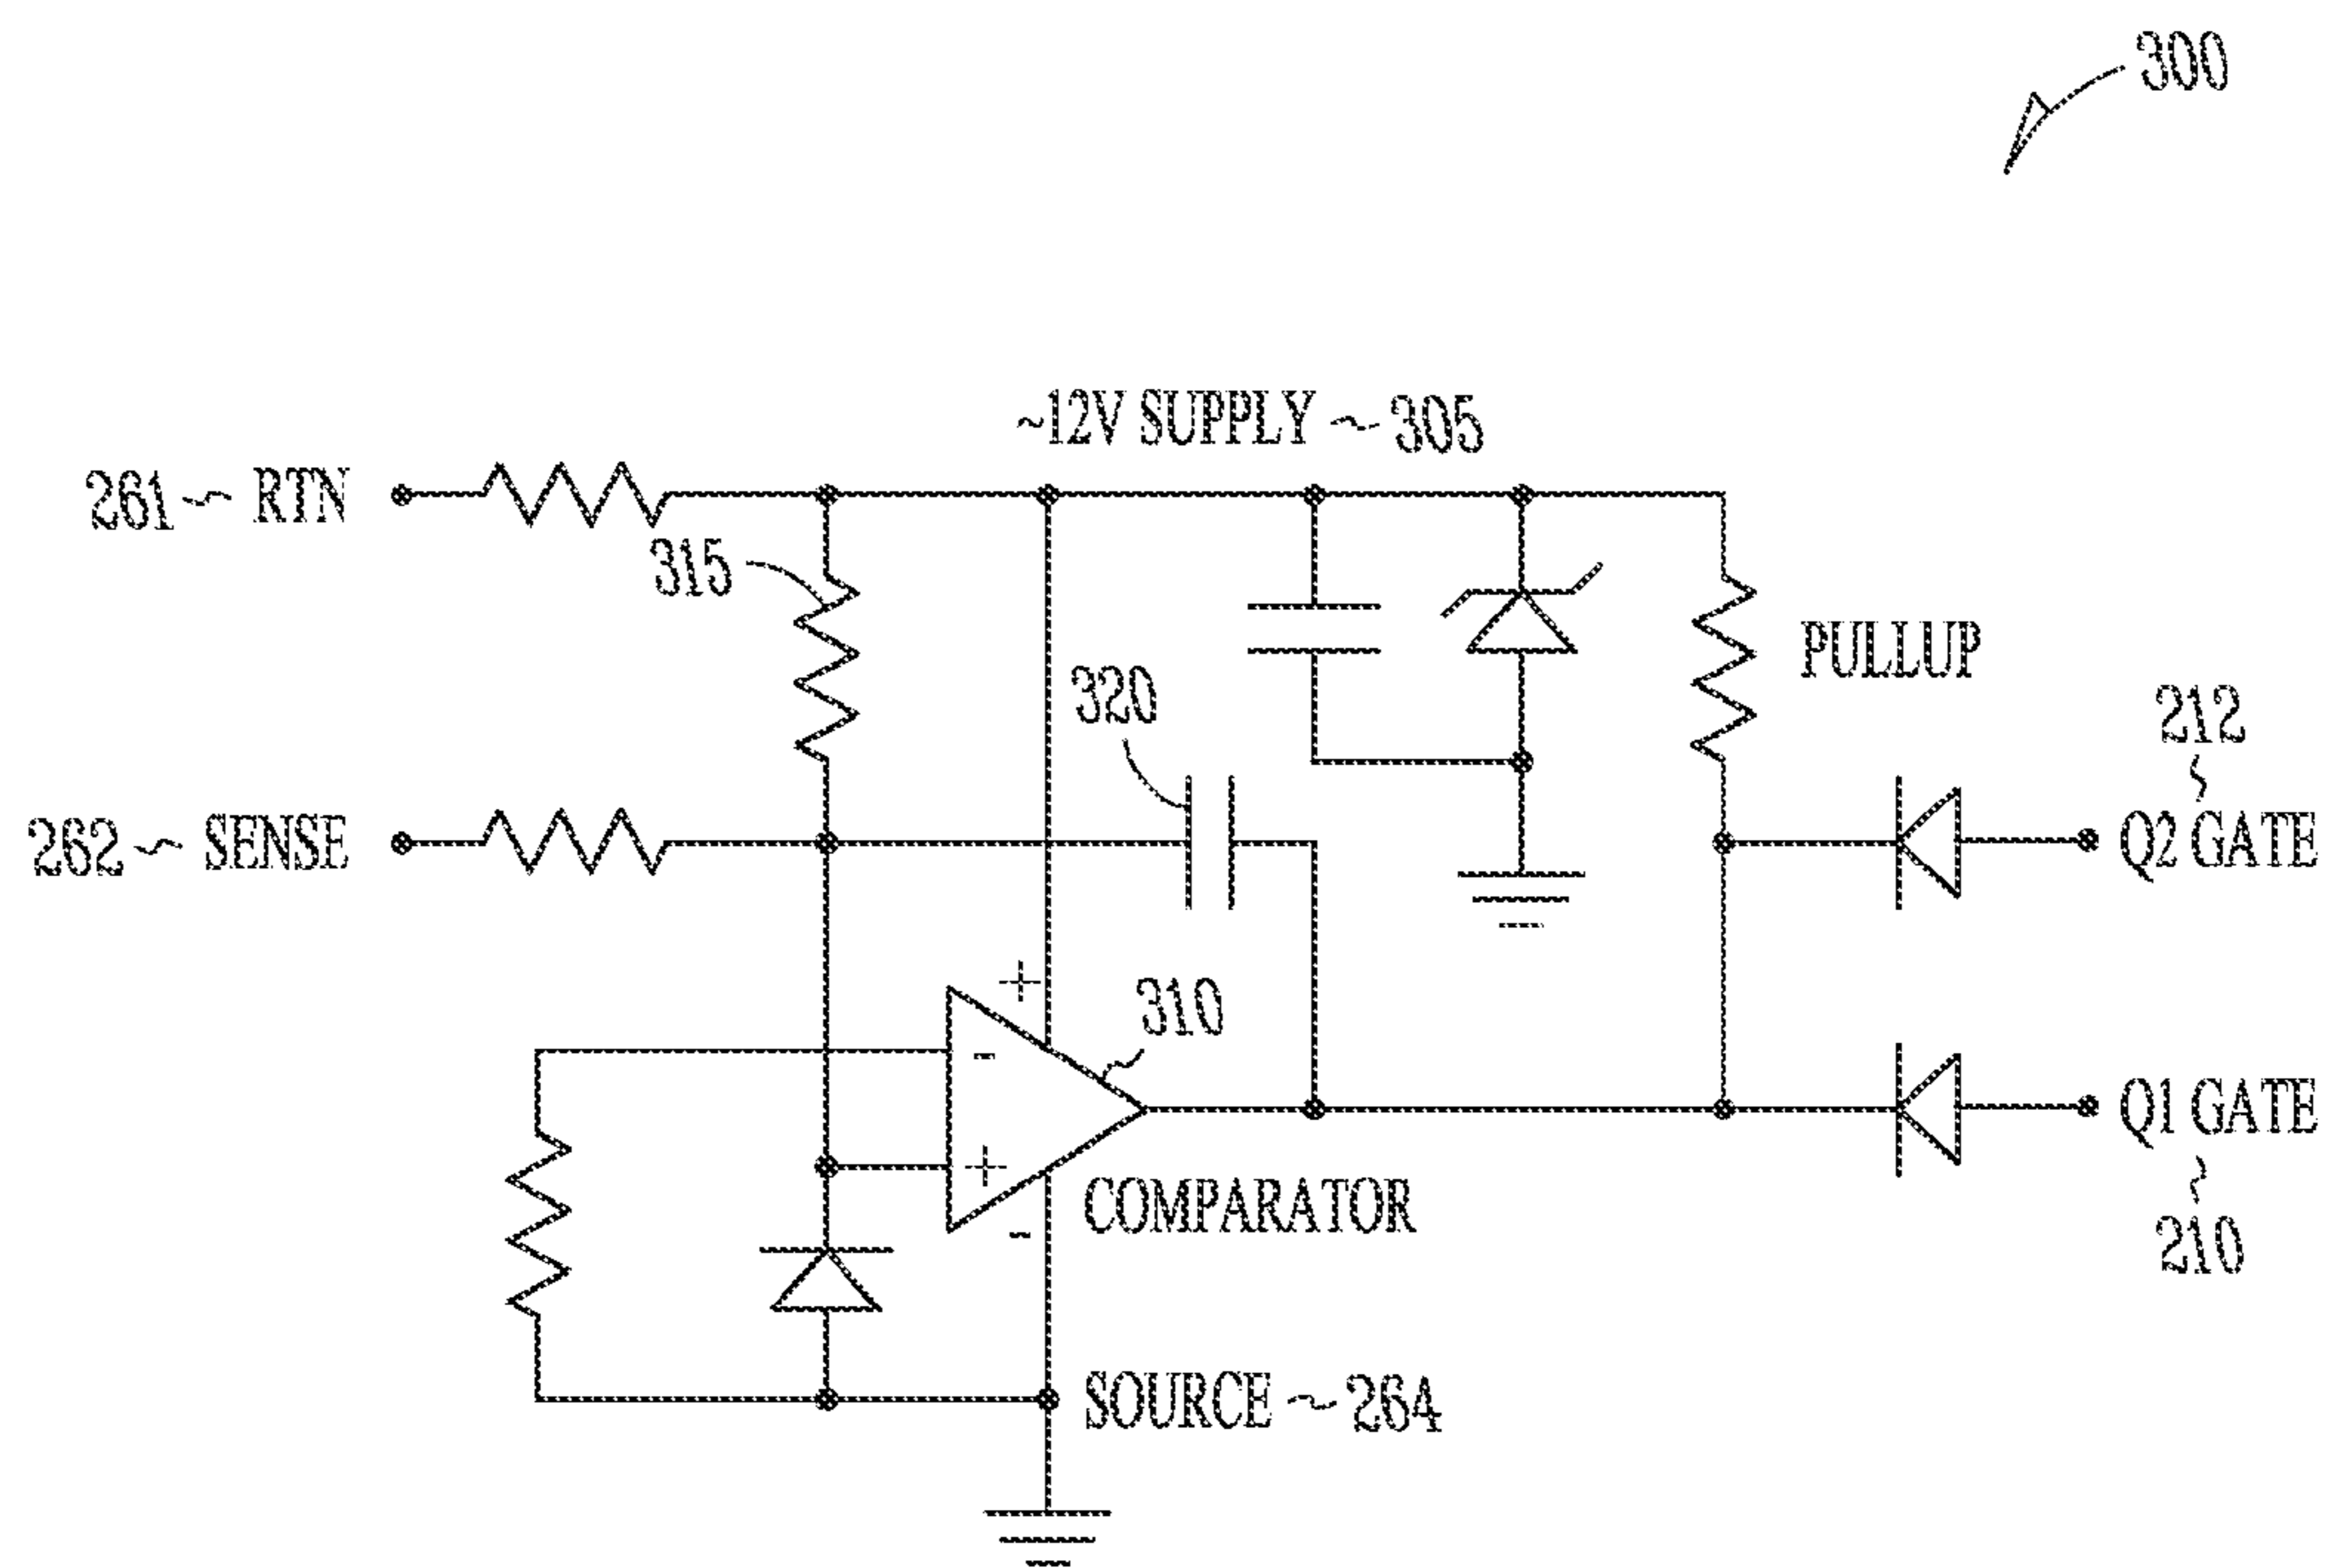 300
~12V SUPPLY ~ 305
261 ~ RTN
315
PULLUP
320
212
262 ~ SENSE
Q2 GATE
+
310
-
+
COMPARATOR
-
Q1 GATE
210
SOURCE ~ 264